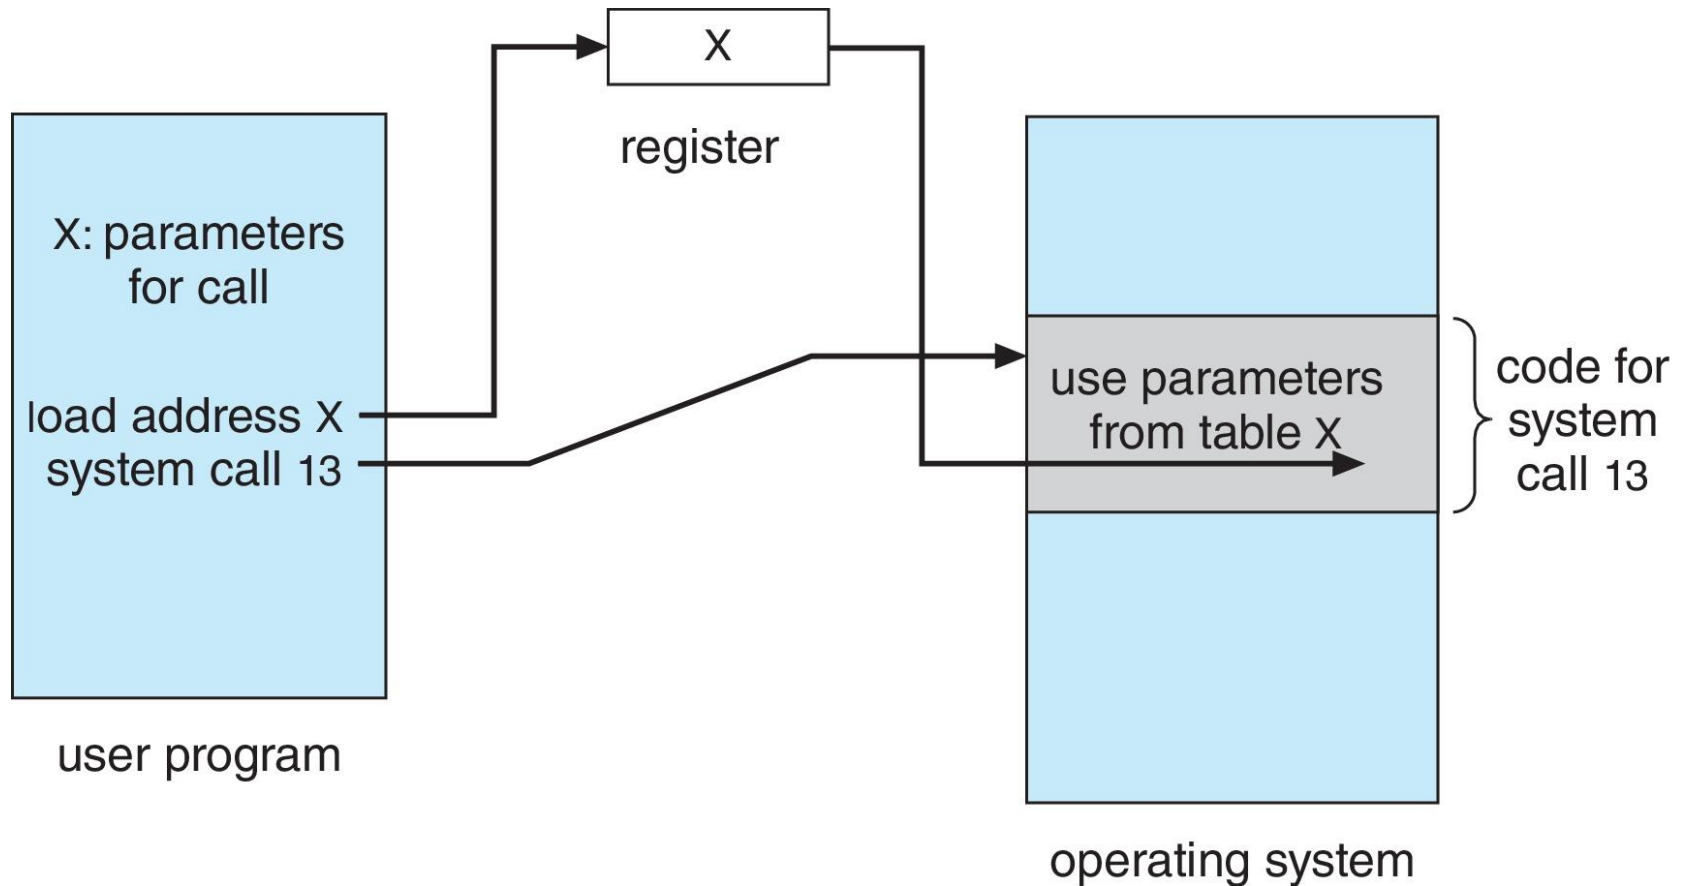 X
register
X: parameters
for call
load address X
system call 13
user program
use parameters
from table X
code for
system
call 13
operating system